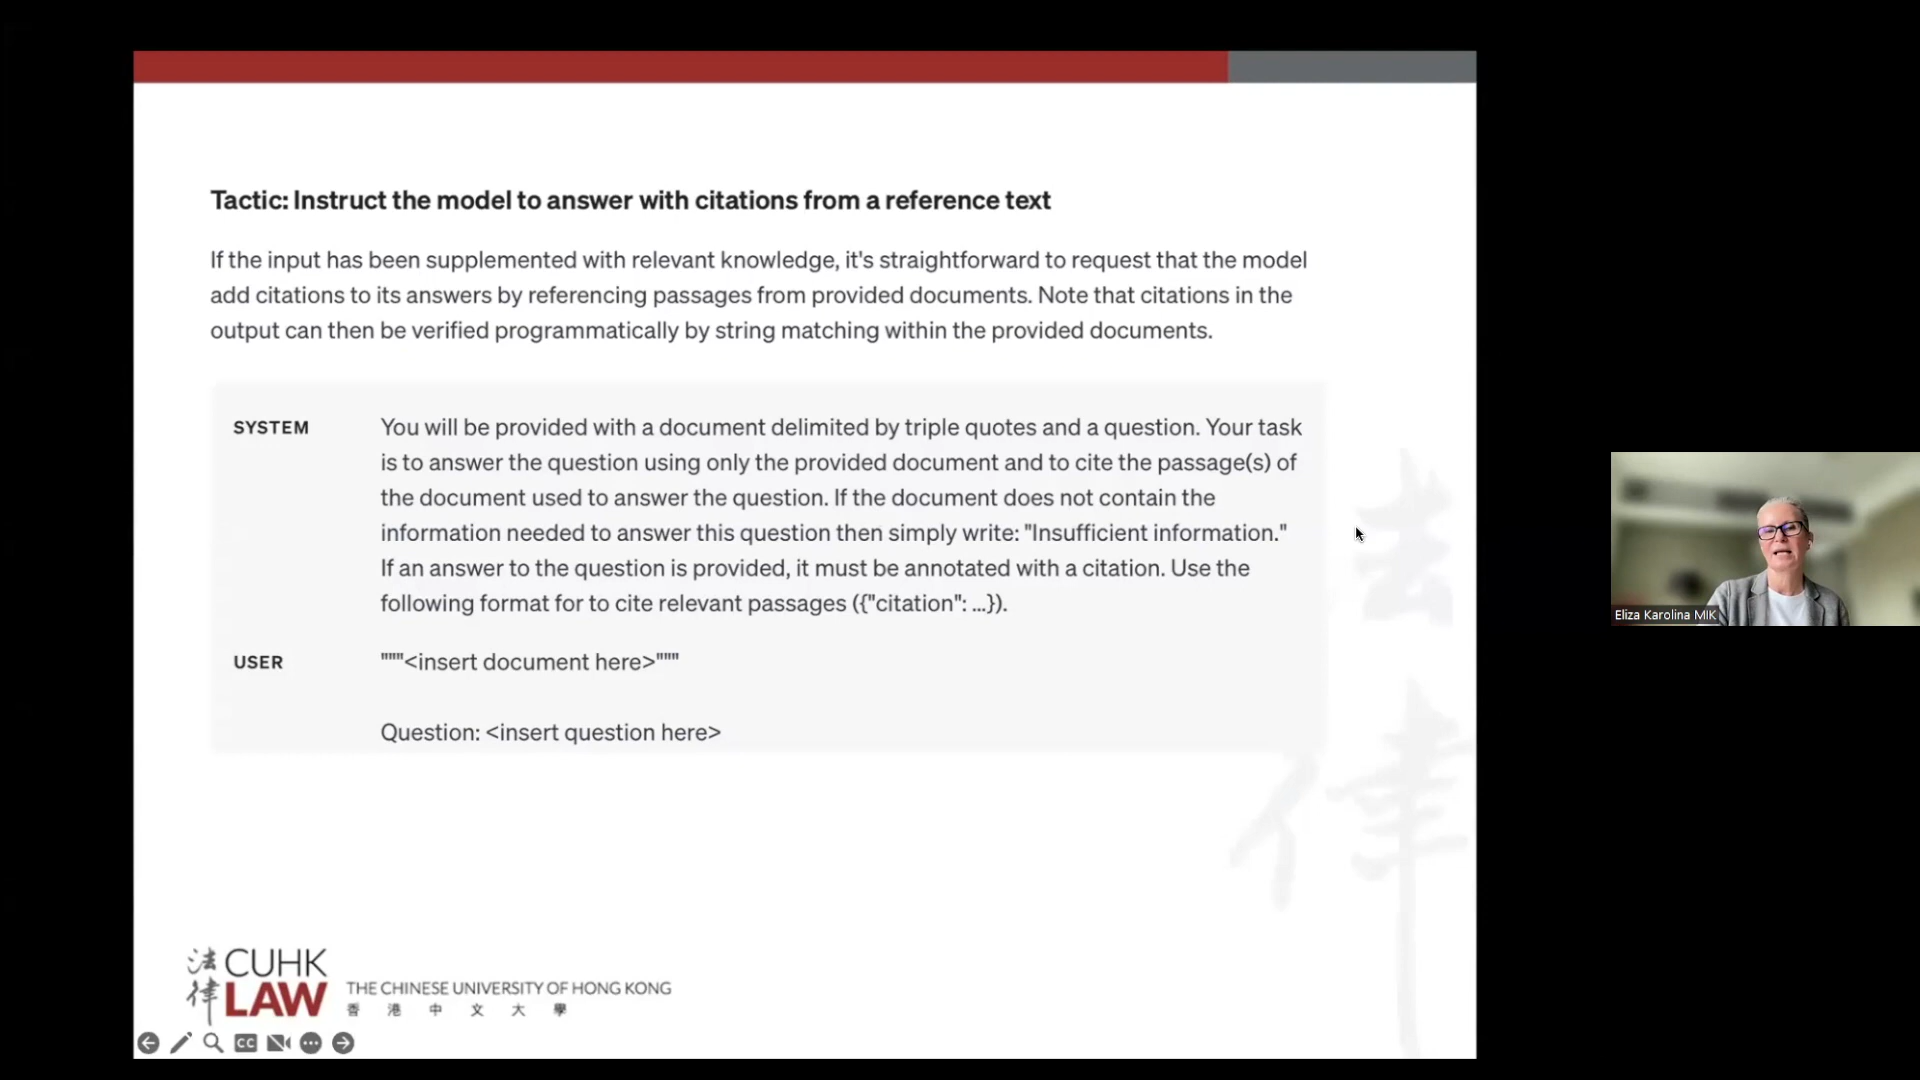 Tactic: Instruct the model to answer with citations from a reference text
If the input has been supplemented with relevant knowledge, it's straightforward to request that the model
add citations to its answers by referencing passages from provided documents. Note that citations in the
output can then be verified programmatically by string matching within the provided documents.
SYSTEM You will be provided with a document delimited by triple quotes and a question. Your task
is to answer the question using only the provided document and to cite the passage(s) of
the document used to answer the question. If the document does not contain the
information needed to answer this question then simply write: "Insufficient information."
If an answer to the question is provided, it must be annotated with a citation. Use the
following format for to cite relevant passages ({"citation": ...}).
USER """<insert document here>"""
Question: <insert question here>
法律
Eliza Karolina MIK
法律 CUHK
LAW
THE CHINESE UNIVERSITY OF HONG KONG
香港中文大學
CC